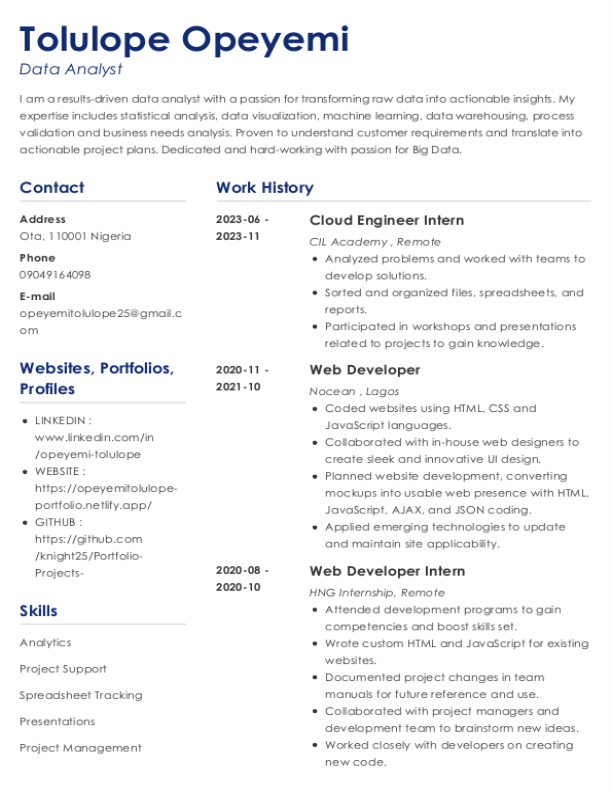 Tolulope Opeyemi
Data Analyst
I am a results-driven data analyst with a passion for transforming raw data into actionable insights. My
expertise includes statistical analysis, data visualization, machine learning, data warehousing, process
validation and business needs analysis. Proven to understand customer requirements and translate into
actionable project plans. Dedicated and hard-working with passion for Big Data.
Contact
Address
Ota, 110001 Nigeria
Phone
09049164098
E-mail
opeyemitolulope25@gmail.c
om
Websites, Portfolios,
Profiles
• LINKEDIN :
www.linkedin.com/in
/opeyemi-tolulope
• WEBSITE :
https://opeyemitolulope-
portfolio.netlify.app/
• GITHUB :
https://github.com
/knight25/Portfolio-
Projects-
Skills
Analytics
Project Support
Spreadsheet Tracking
Presentations
Project Management
Work History
2023-06 -
2023-11
Cloud Engineer Intern
CIL Academy , Remote
• Analyzed problems and worked with teams to
develop solutions.
• Sorted and organized files, spreadsheets, and
reports.
• Participated in workshops and presentations
related to projects to gain knowledge.
2020-11 -
2021-10
Web Developer
Nocean , Lagos
• Coded websites using HTML, CSS and
JavaScript languages.
• Collaborated with in-house web designers to
create sleek and innovative UI design.
• Planned website development, converting
mockups into usable web presence with HTML,
JavaScript, AJAX, and JSON coding.
• Applied emerging technologies to update
and maintain site applicability.
2020-08 -
2020-10
Web Developer Intern
HNG Internship, Remote
• Attended development programs to gain
competencies and boost skills set.
• Wrote custom HTML and JavaScript for existing
websites.
• Documented project changes in team
manuals for future reference and use.
• Collaborated with project managers and
development team to brainstorm new ideas.
• Worked closely with developers on creating
new code.